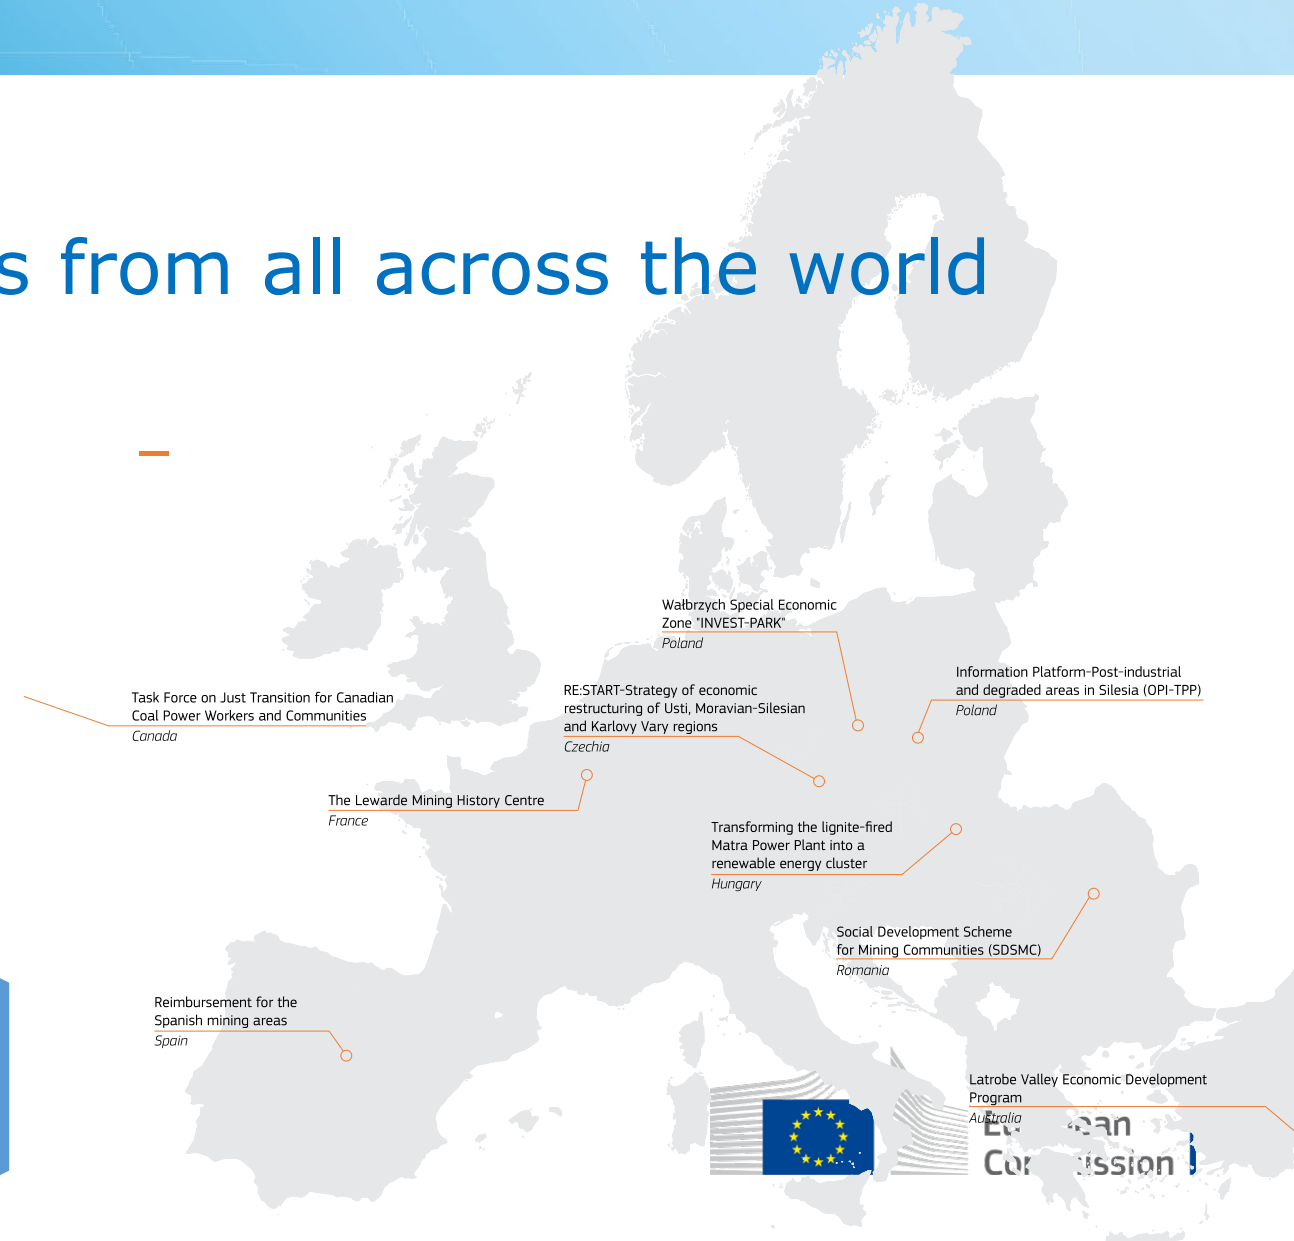 s from all across the world
Wałbrzych Special Economic
Zone "INVEST-PARK"
Poland
Information Platform-Post-industrial
and degraded areas in Silesia (OPI-TPP)
Poland
Task Force on Just Transition for Canadian
Coal Power Workers and Communities
Canada
RE:START-Strategy of economic
restructuring of Usti, Moravian-Silesian
and Karlovy Vary regions
Czechia
The Lewarde Mining History Centre
France
Transforming the lignite-fired
Matra Power Plant into a
renewable energy cluster
Hungary
Social Development Scheme
for Mining Communities (SDSMC)
Romania
Reimbursement for the
Spanish mining areas
Spain
Latrobe Valley Economic Development
Program
Australia